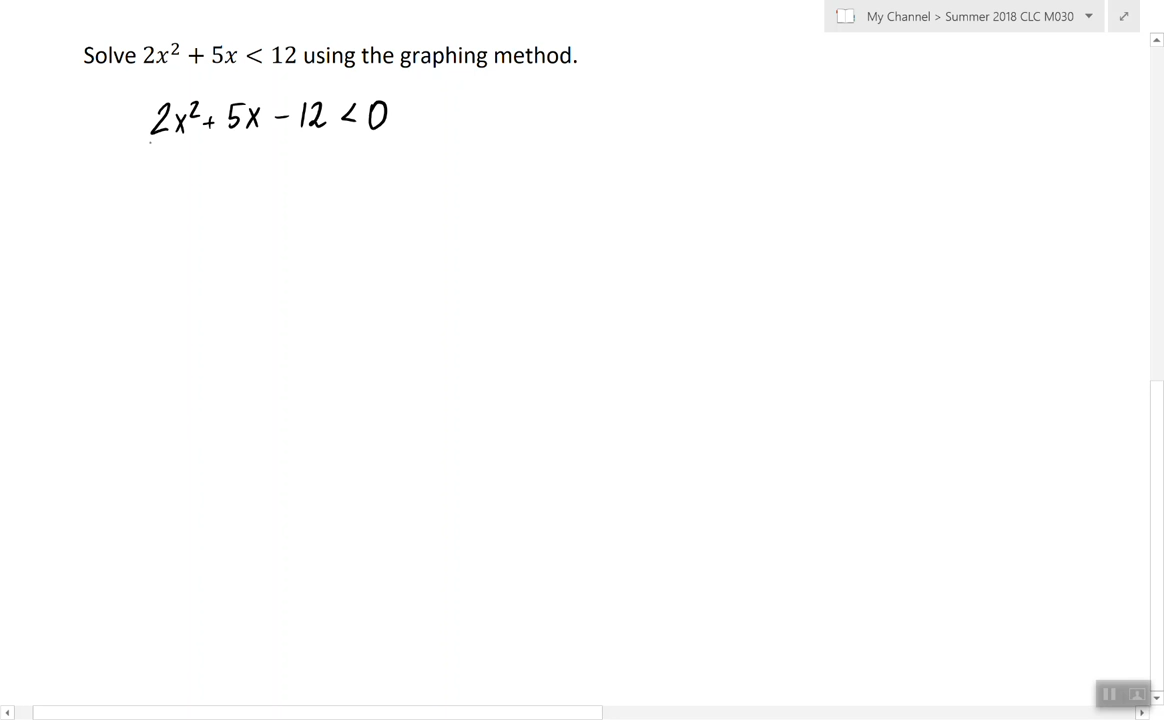 My Channel > Summer 2018 CLC M030
Solve 2x² + 5x < 12 using the graphing method.
2x² + 5x - 12 < 0